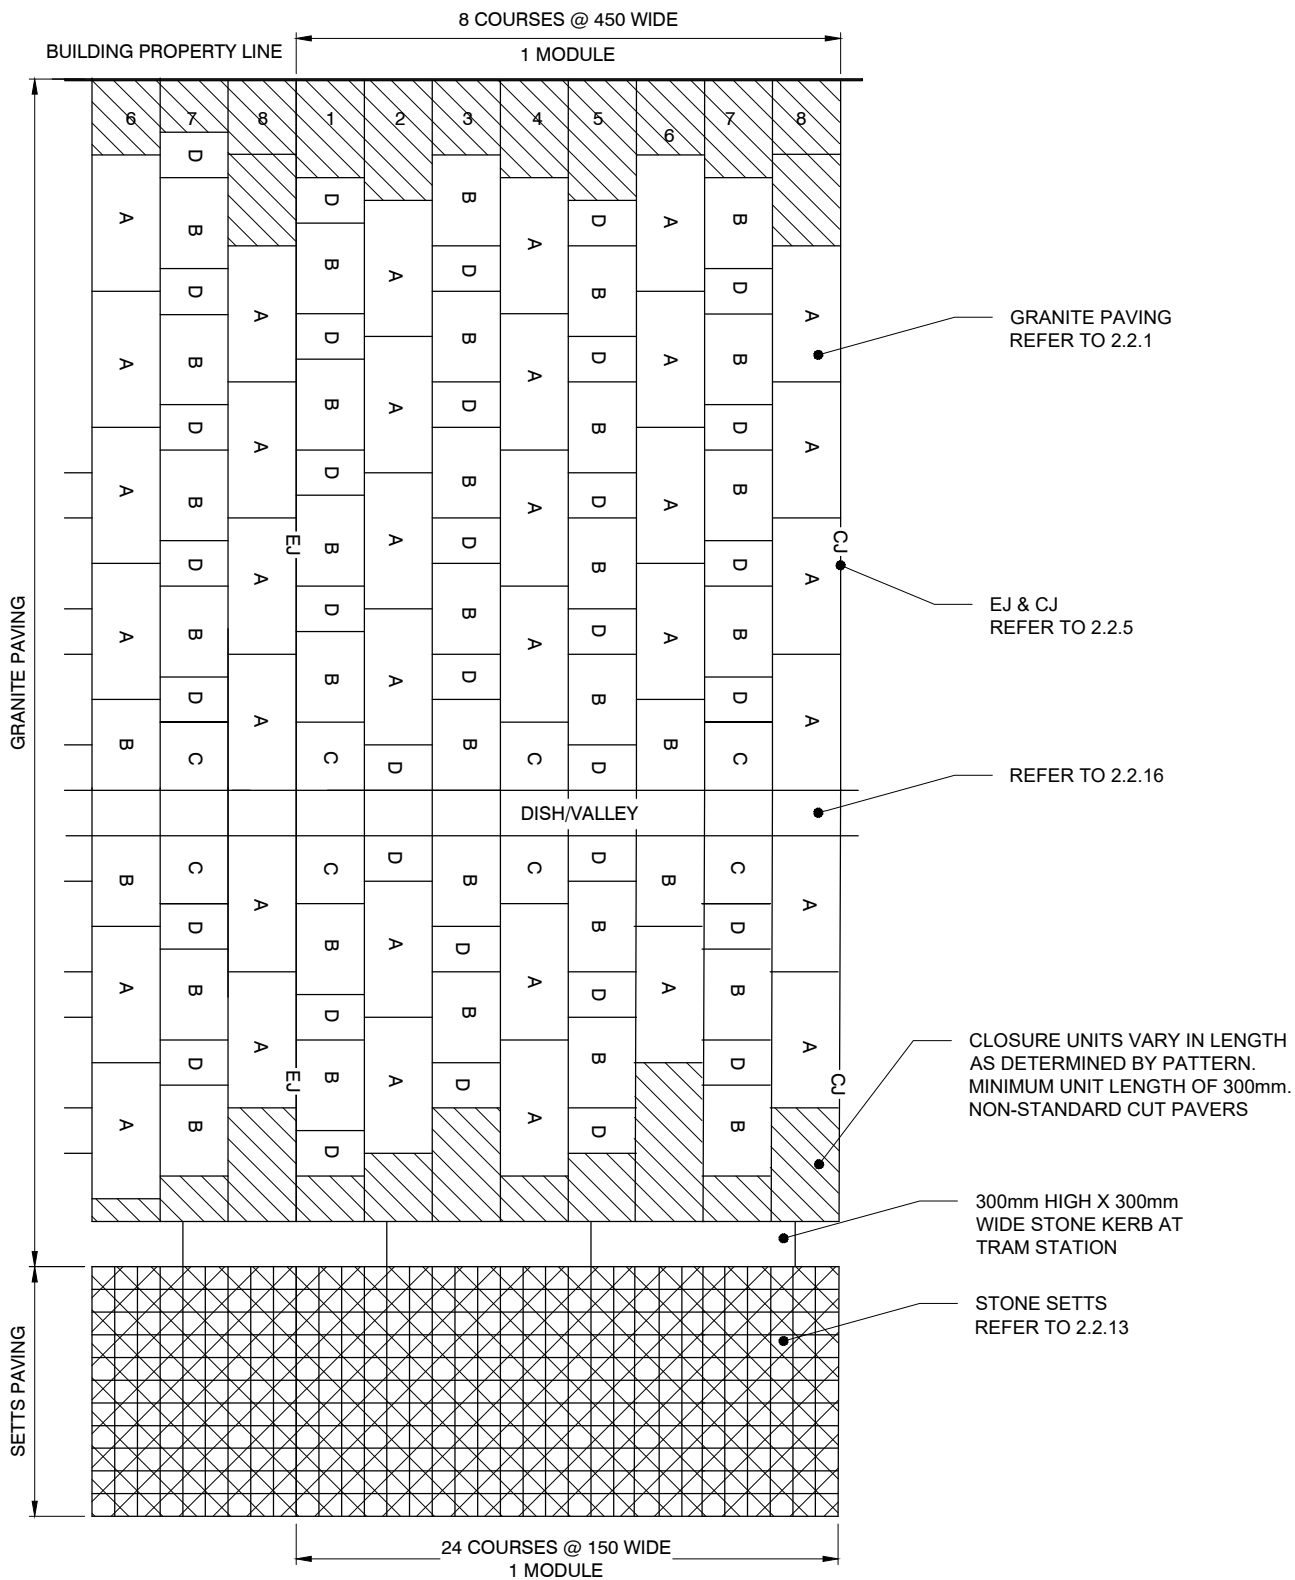 8 COURSES @ 450 WIDE
BUILDING PROPERTY LINE
1 MODULE
6 7 8 1 2 3 4 5 6 7 8
GRANITE PAVING
A A A A B
D B D B D B D B D C
A A A A
D B D B D B D B C
A A A A D
B D B D B D B D B
A A A A C
D B D B D B D B D
A A A A B
B D B D B D B D C
A A A A
EJ
CJ
GRANITE PAVING
REFER TO 2.2.1
EJ & CJ
REFER TO 2.2.5
REFER TO 2.2.16
DISH/VALLEY
B A A
C D B D B
A A
C B D B D
D A A
B D B D
C A A
D B D B D
B A
C D B D B
A A
EJ
CJ
CLOSURE UNITS VARY IN LENGTH
AS DETERMINED BY PATTERN.
MINIMUM UNIT LENGTH OF 300mm.
NON-STANDARD CUT PAVERS
300mm HIGH X 300mm
WIDE STONE KERB AT
TRAM STATION
SETTS PAVING
STONE SETTS
REFER TO 2.2.13
24 COURSES @ 150 WIDE
1 MODULE